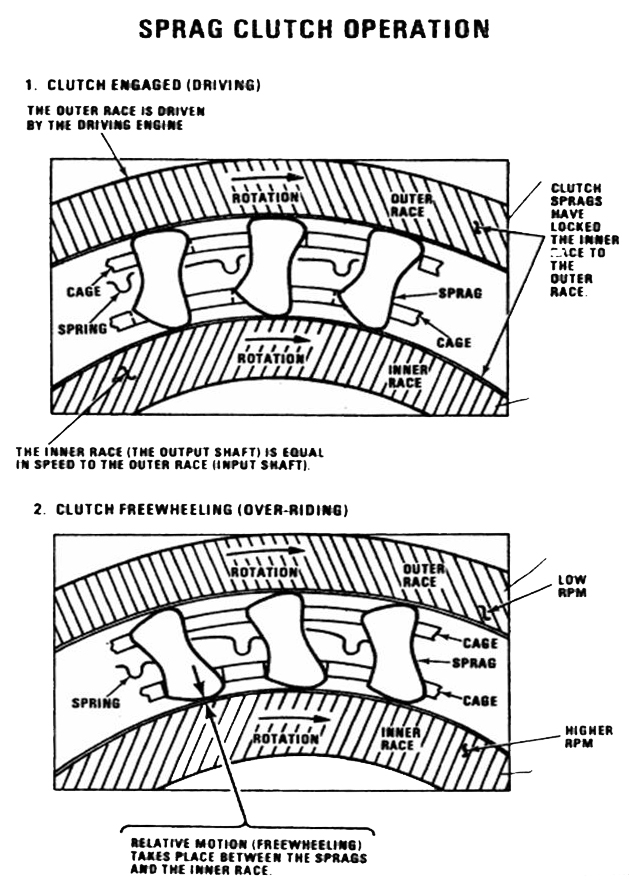 SPRAG CLUTCH OPERATION
1. CLUTCH ENGAGED (DRIVING)
THE OUTER RACE IS DRIVEN
BY THE DRIVING ENGINE
ROTATION
OUTER
RACE
CLUTCH
SPRAGS
HAVE
LOCKED
THE INNER
RACE TO
THE
OUTER
RACE.
CAGE
SPRING
SPRAG
CAGE
ROTATION
INNER
RACE
THE INNER RACE (THE OUTPUT SHAFT) IS EQUAL
IN SPEED TO THE OUTER RACE (INPUT SHAFT).
2. CLUTCH FREEWHEELING (OVER-RIDING)
ROTATION
OUTER
RACE
LOW
RPM
CAGE
SPRAG
SPRING
CAGE
ROTATION
INNER
RACE
HIGHER
RPM
RELATIVE MOTION (FREEWHEELING)
TAKES PLACE BETWEEN THE SPRAGS
AND THE INNER RACE.